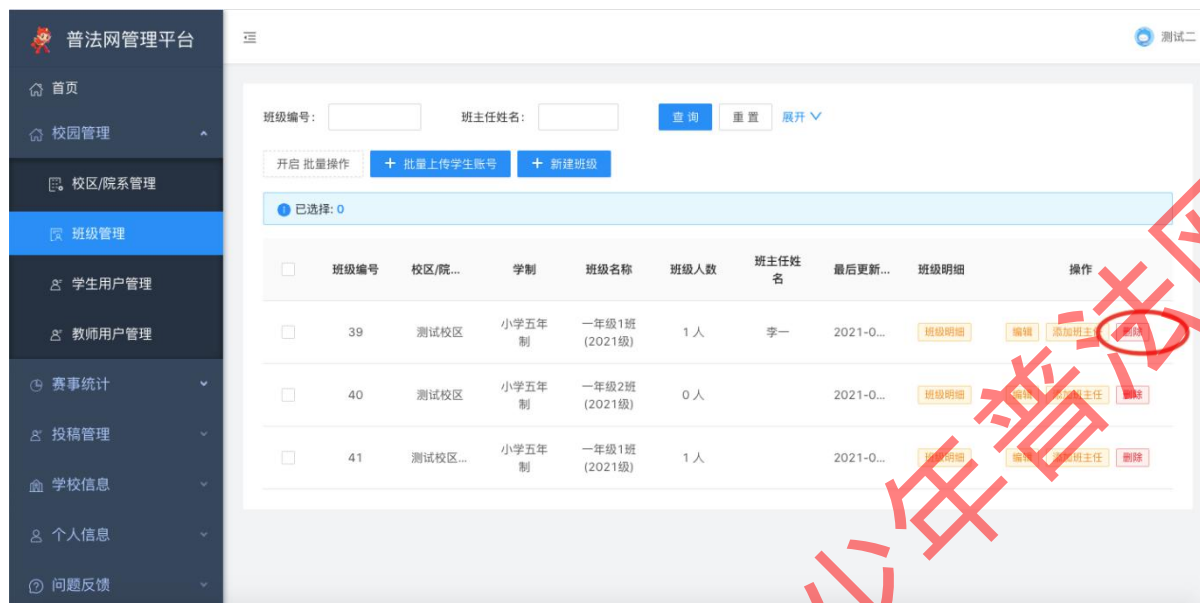 普法网管理平台
测试二
首页
校园管理
校区/院系管理
班级管理
学生用户管理
教师用户管理
赛事统计
投稿管理
学校信息
个人信息
问题反馈
班级编号: 班主任姓名: 查 询 重 置 展开
开启 批量操作 + 批量上传学生账号 + 新建班级
已选择: 0
班级编号 校区/院... 学制 班级名称 班级人数 班主任姓名 最后更新... 班级明细 操作
39 测试校区 小学五年制 一年级1班(2021级) 1 人 李一 2021-0... 班级明细 编辑 添加班主任 删除
40 测试校区 小学五年制 一年级2班(2021级) 0 人 2021-0... 班级明细 编辑 添加班主任 删除
41 测试校区... 小学五年制 一年级1班(2021级) 1 人 2021-0... 班级明细 编辑 添加班主任 删除
少年普法网